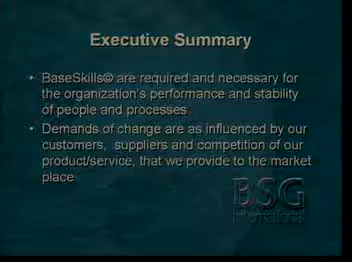 Executive Summary
BaseSkills© are required and necessary for
the organization's performance and stability
of people and processes
Demands of change are as influenced by our
customers, suppliers and competition of our
product/service, that we provide to the market
place
BSG